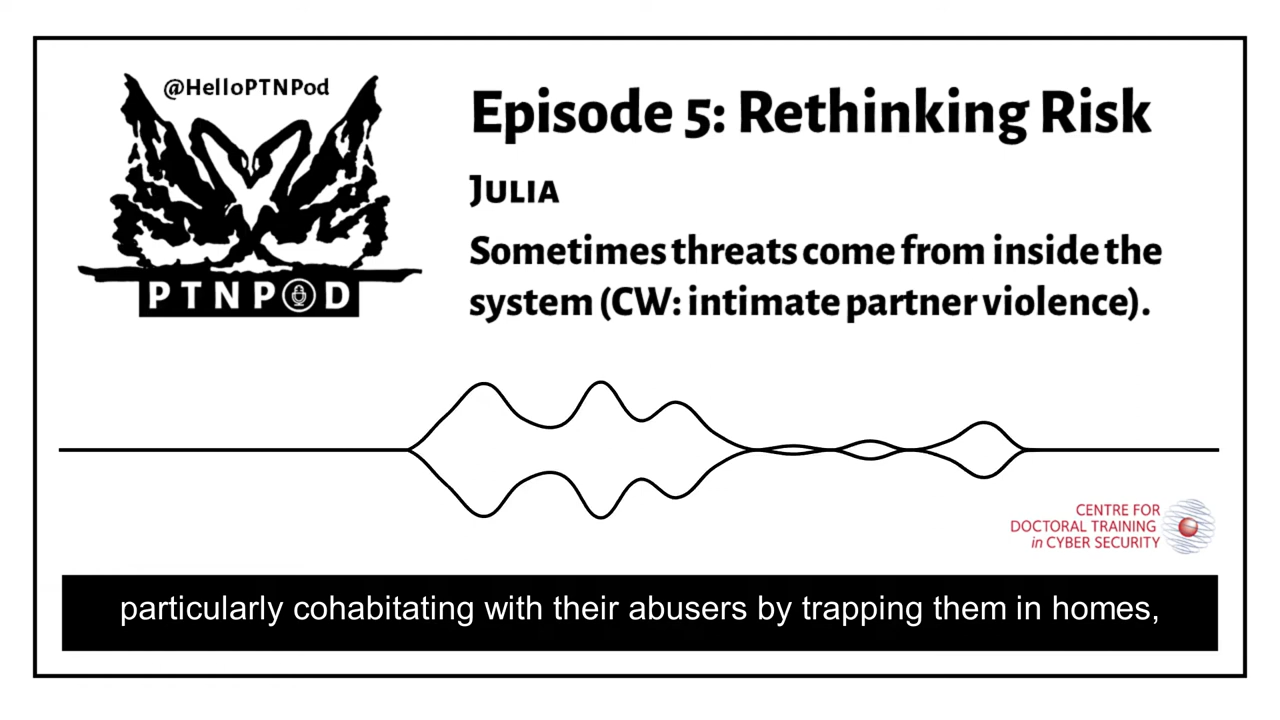 @HelloPTNPod
PTNPOD
Episode 5: Rethinking Risk
Julia
Sometimes threats come from inside the
system (CW: intimate partner violence).
CENTRE FOR
DOCTORAL TRAINING
in CYBER SECURITY
particularly cohabitating with their abusers by trapping them in homes,